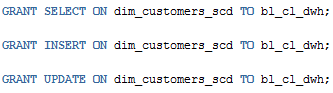 GRANT SELECT ON dim_customers_scd TO bl_cl_dwh;
GRANT INSERT ON dim_customers_scd TO bl_cl_dwh;
GRANT UPDATE ON dim_customers_scd TO bl_cl_dwh;